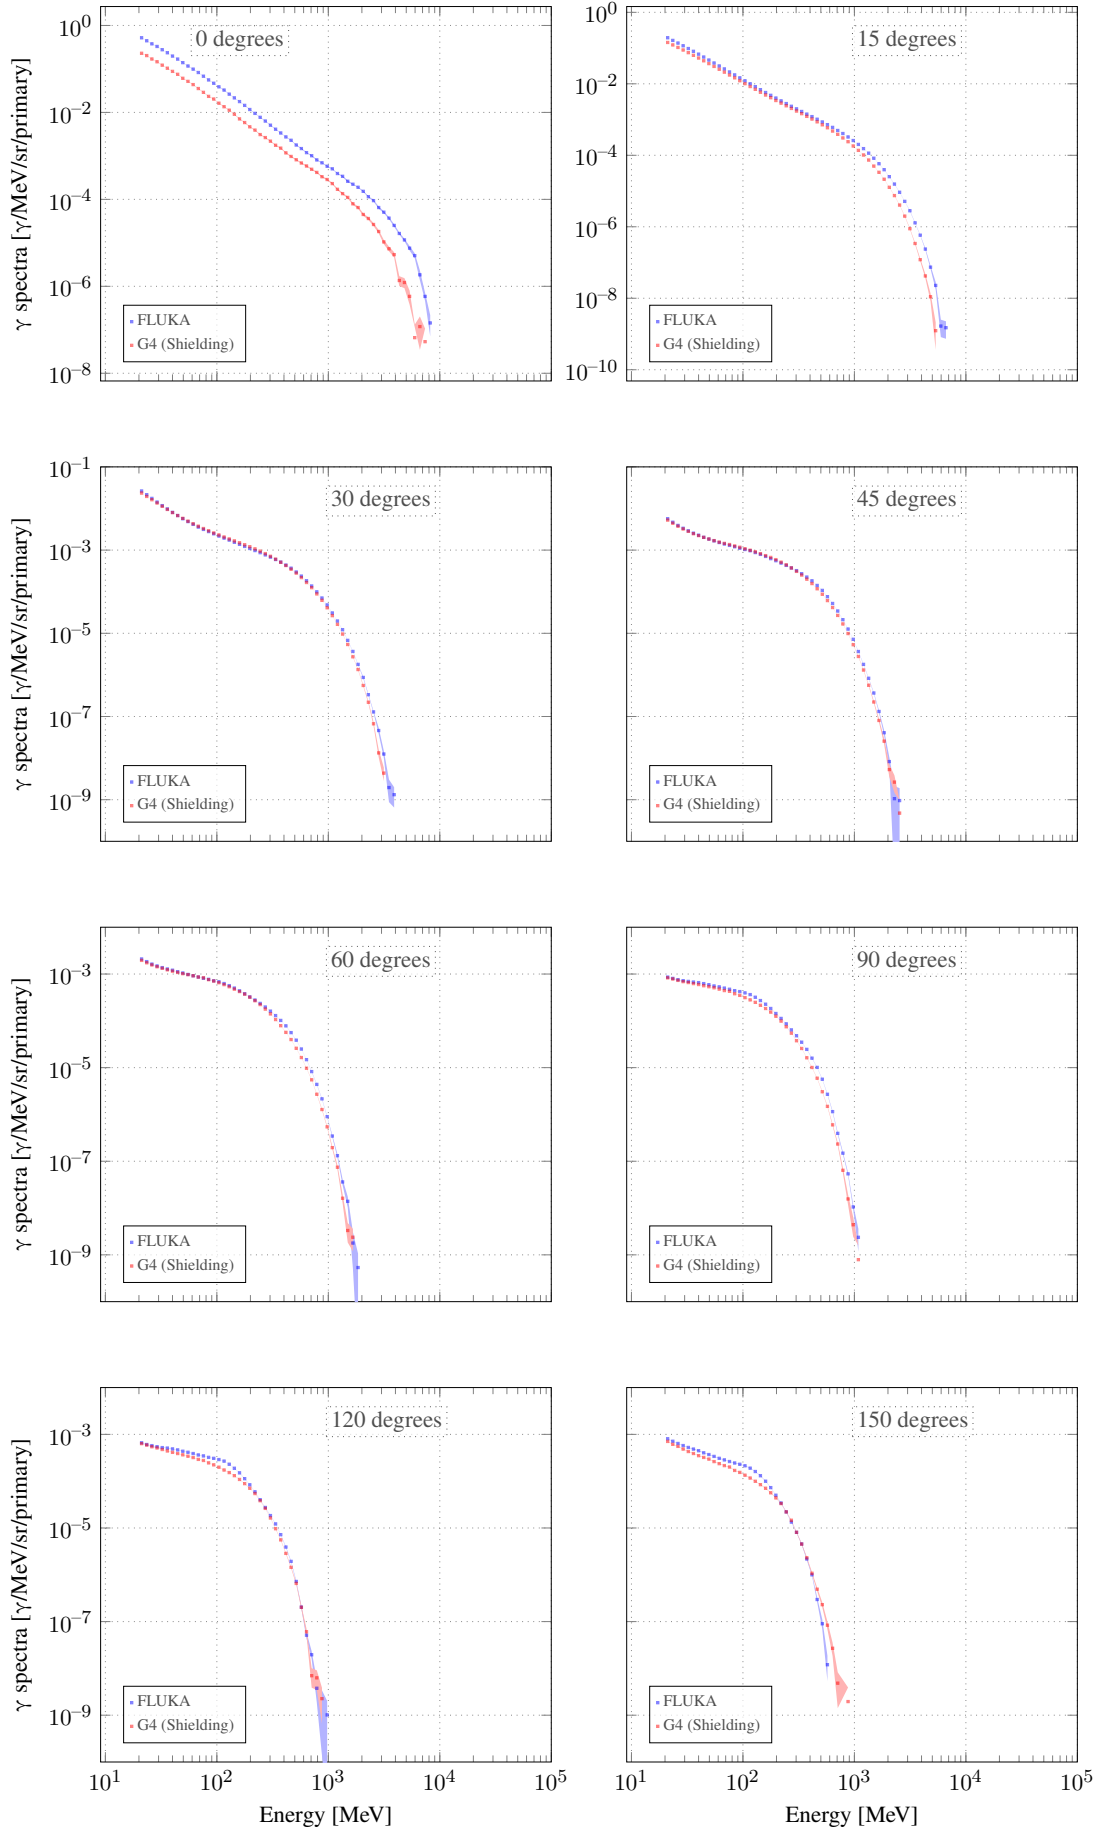 0 degrees
10^0
10^−2
10^−4
10^−6
10^−8
γ spectra [γ/MeV/sr/primary]
FLUKA
G4 (Shielding)
15 degrees
10^0
10^−2
10^−4
10^−6
10^−8
10^−10
FLUKA
G4 (Shielding)
30 degrees
10^−1
10^−3
10^−5
10^−7
10^−9
γ spectra [γ/MeV/sr/primary]
FLUKA
G4 (Shielding)
45 degrees
FLUKA
G4 (Shielding)
60 degrees
10^−3
10^−5
10^−7
10^−9
γ spectra [γ/MeV/sr/primary]
FLUKA
G4 (Shielding)
90 degrees
FLUKA
G4 (Shielding)
120 degrees
10^−3
10^−5
10^−7
10^−9
γ spectra [γ/MeV/sr/primary]
FLUKA
G4 (Shielding)
10^1 10^2 10^3 10^4 10^5
Energy [MeV]
150 degrees
FLUKA
G4 (Shielding)
10^1 10^2 10^3 10^4 10^5
Energy [MeV]